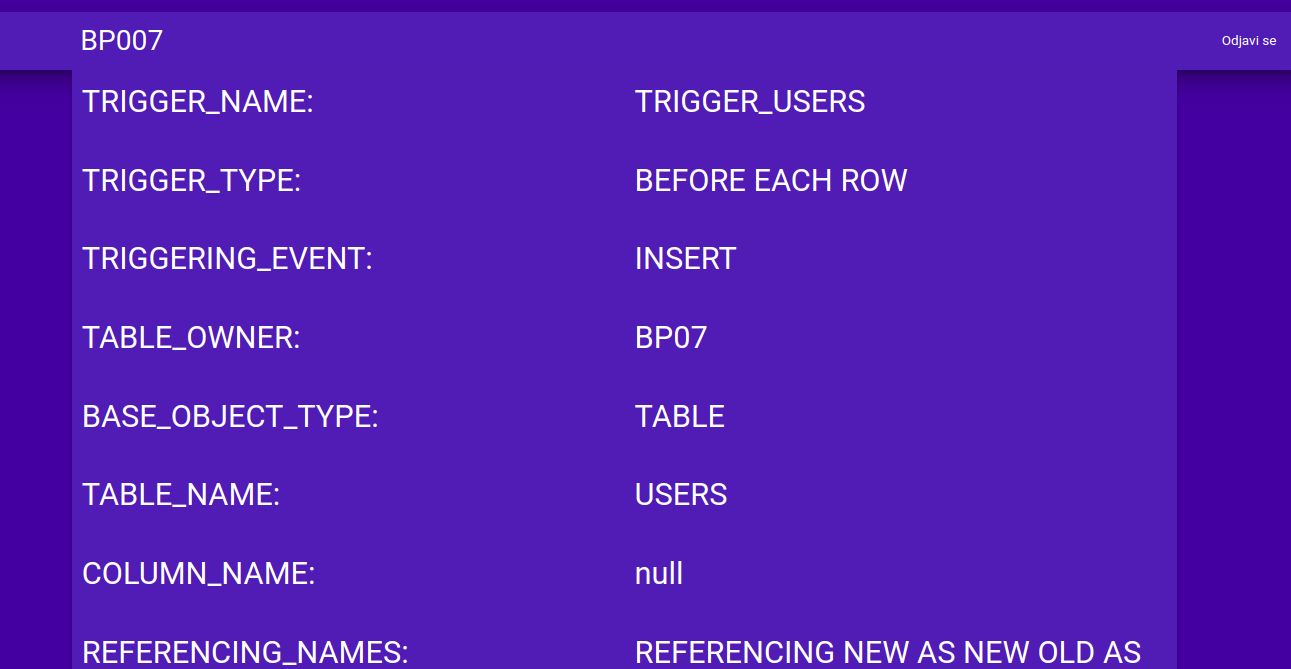 BP007 Odjavi se
TRIGGER_NAME: TRIGGER_USERS
TRIGGER_TYPE: BEFORE EACH ROW
TRIGGERING_EVENT: INSERT
TABLE_OWNER: BP07
BASE_OBJECT_TYPE: TABLE
TABLE_NAME: USERS
COLUMN_NAME: null
REFERENCING_NAMES: REFERENCING NEW AS NEW OLD AS